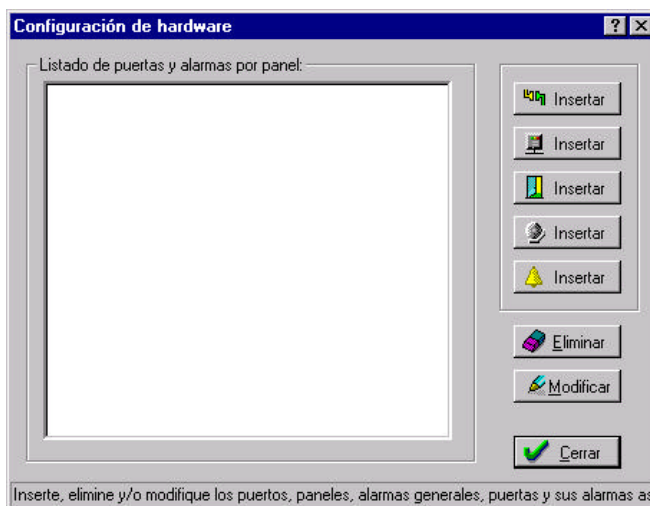 Configuración de hardware
Listado de puertas y alarmas por panel:
Insertar
Insertar
Insertar
Insertar
Insertar
Eliminar
Modificar
Cerrar
Inserte, elimine y/o modifique los puertos, paneles, alarmas generales, puertas y sus alarmas as